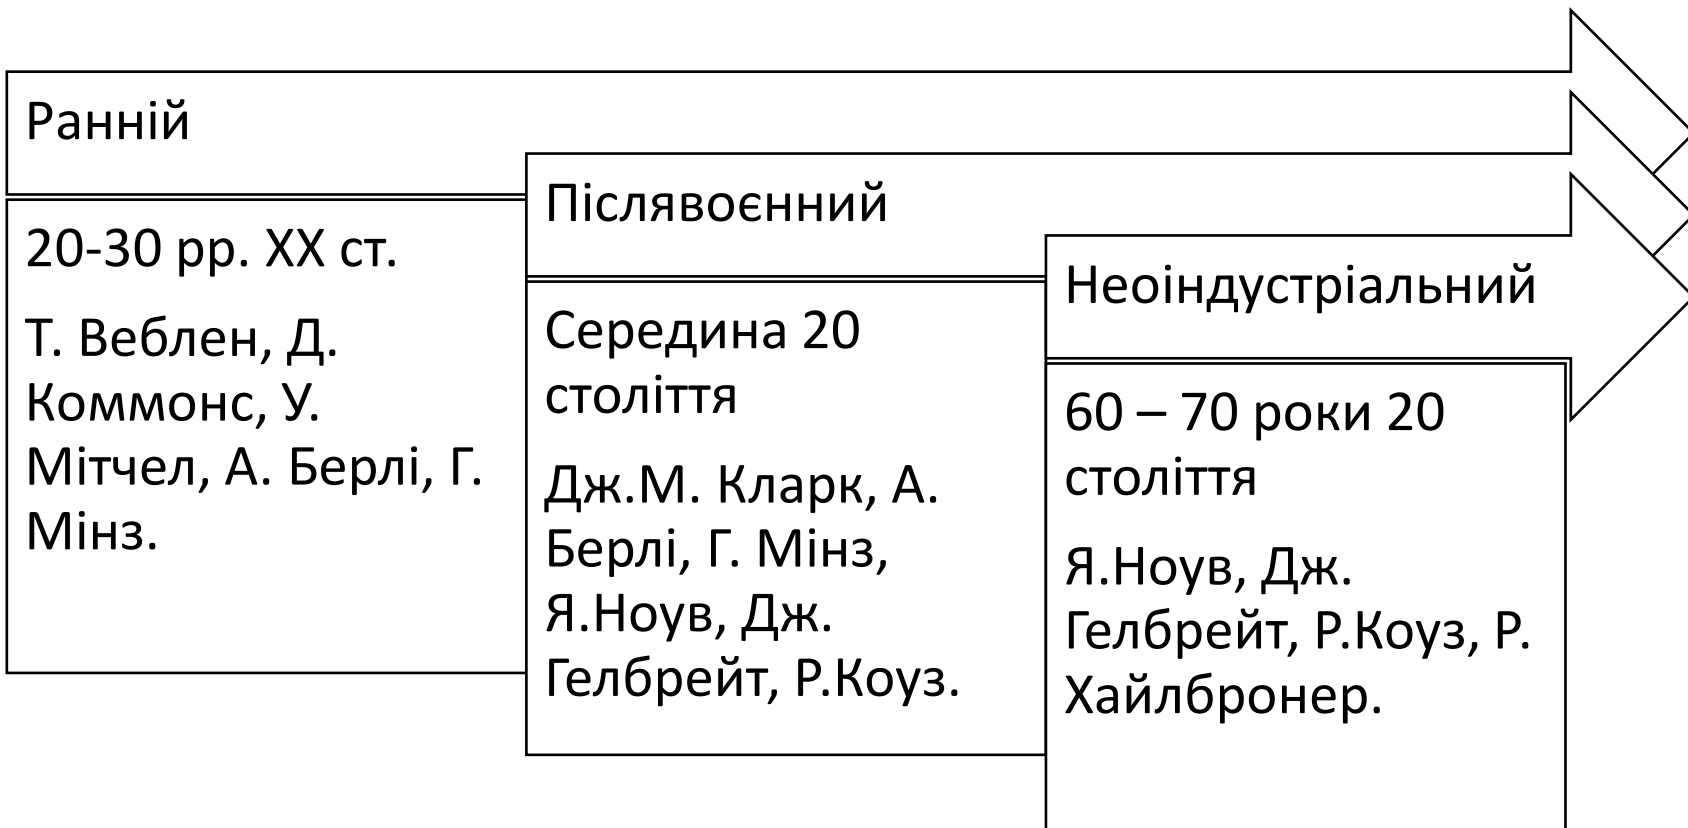 Ранній
20-30 рр. XX ст.
Т. Веблен, Д.
Коммонс, У.
Мітчел, А. Берлі, Г.
Мінз.
Післявоєнний
Середина 20
століття
Дж.М. Кларк, А.
Берлі, Г. Мінз,
Я.Ноув, Дж.
Гелбрейт, Р.Коуз.
Неоіндустріальний
60 – 70 роки 20
століття
Я.Ноув, Дж.
Гелбрейт, Р.Коуз, Р.
Хайлбронер.